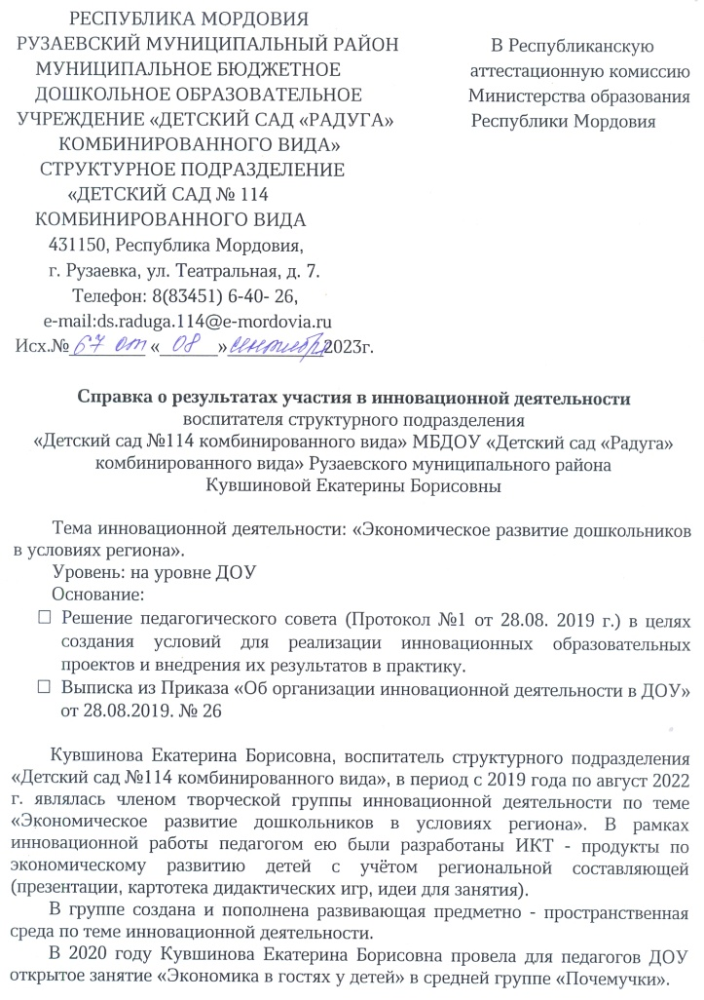 РЕСПУБЛИКА МОРДОВИЯ
РУЗАЕВСКИЙ МУНИЦИПАЛЬНЫЙ РАЙОН
МУНИЦИПАЛЬНОЕ БЮДЖЕТНОЕ
ДОШКОЛЬНОЕ ОБРАЗОВАТЕЛЬНОЕ
УЧРЕЖДЕНИЕ «ДЕТСКИЙ САД «РАДУГА»
КОМБИНИРОВАННОГО ВИДА»
СТРУКТУРНОЕ ПОДРАЗДЕЛЕНИЕ
«ДЕТСКИЙ САД № 114
КОМБИНИРОВАННОГО ВИДА
431150, Республика Мордовия,
г. Рузаевка, ул. Театральная, д. 7.
Телефон: 8(83451) 6-40- 26,
e-mail:ds.raduga.114@e-mordovia.ru
Исх.№ 67 от « 08 » сентября 2023г.
В Республиканскую
аттестационную комиссию
Министерства образования
Республики Мордовия
Справка о результатах участия в инновационной деятельности
воспитателя структурного подразделения
«Детский сад №114 комбинированного вида» МБДОУ «Детский сад «Радуга»
комбинированного вида» Рузаевского муниципального района
Кувшиновой Екатерины Борисовны
Тема инновационной деятельности: «Экономическое развитие дошкольников
в условиях региона».
Уровень: на уровне ДОУ
Основание:
☐ Решение педагогического совета (Протокол №1 от 28.08. 2019 г.) в целях
создания условий для реализации инновационных образовательных
проектов и внедрения их результатов в практику.
☐ Выписка из Приказа «Об организации инновационной деятельности в ДОУ»
от 28.08.2019. № 26
Кувшинова Екатерина Борисовна, воспитатель структурного подразделения
«Детский сад №114 комбинированного вида», в период с 2019 года по август 2022
г. являлась членом творческой группы инновационной деятельности по теме
«Экономическое развитие дошкольников в условиях региона». В рамках
инновационной работы педагогом ею были разработаны ИКТ - продукты по
экономическому развитию детей с учётом региональной составляющей
(презентации, картотека дидактических игр, идеи для занятия).
В группе создана и пополнена развивающая предметно - пространственная
среда по теме инновационной деятельности.
В 2020 году Кувшинова Екатерина Борисовна провела для педагогов ДОУ
открытое занятие «Экономика в гостях у детей» в средней группе «Почемучки».